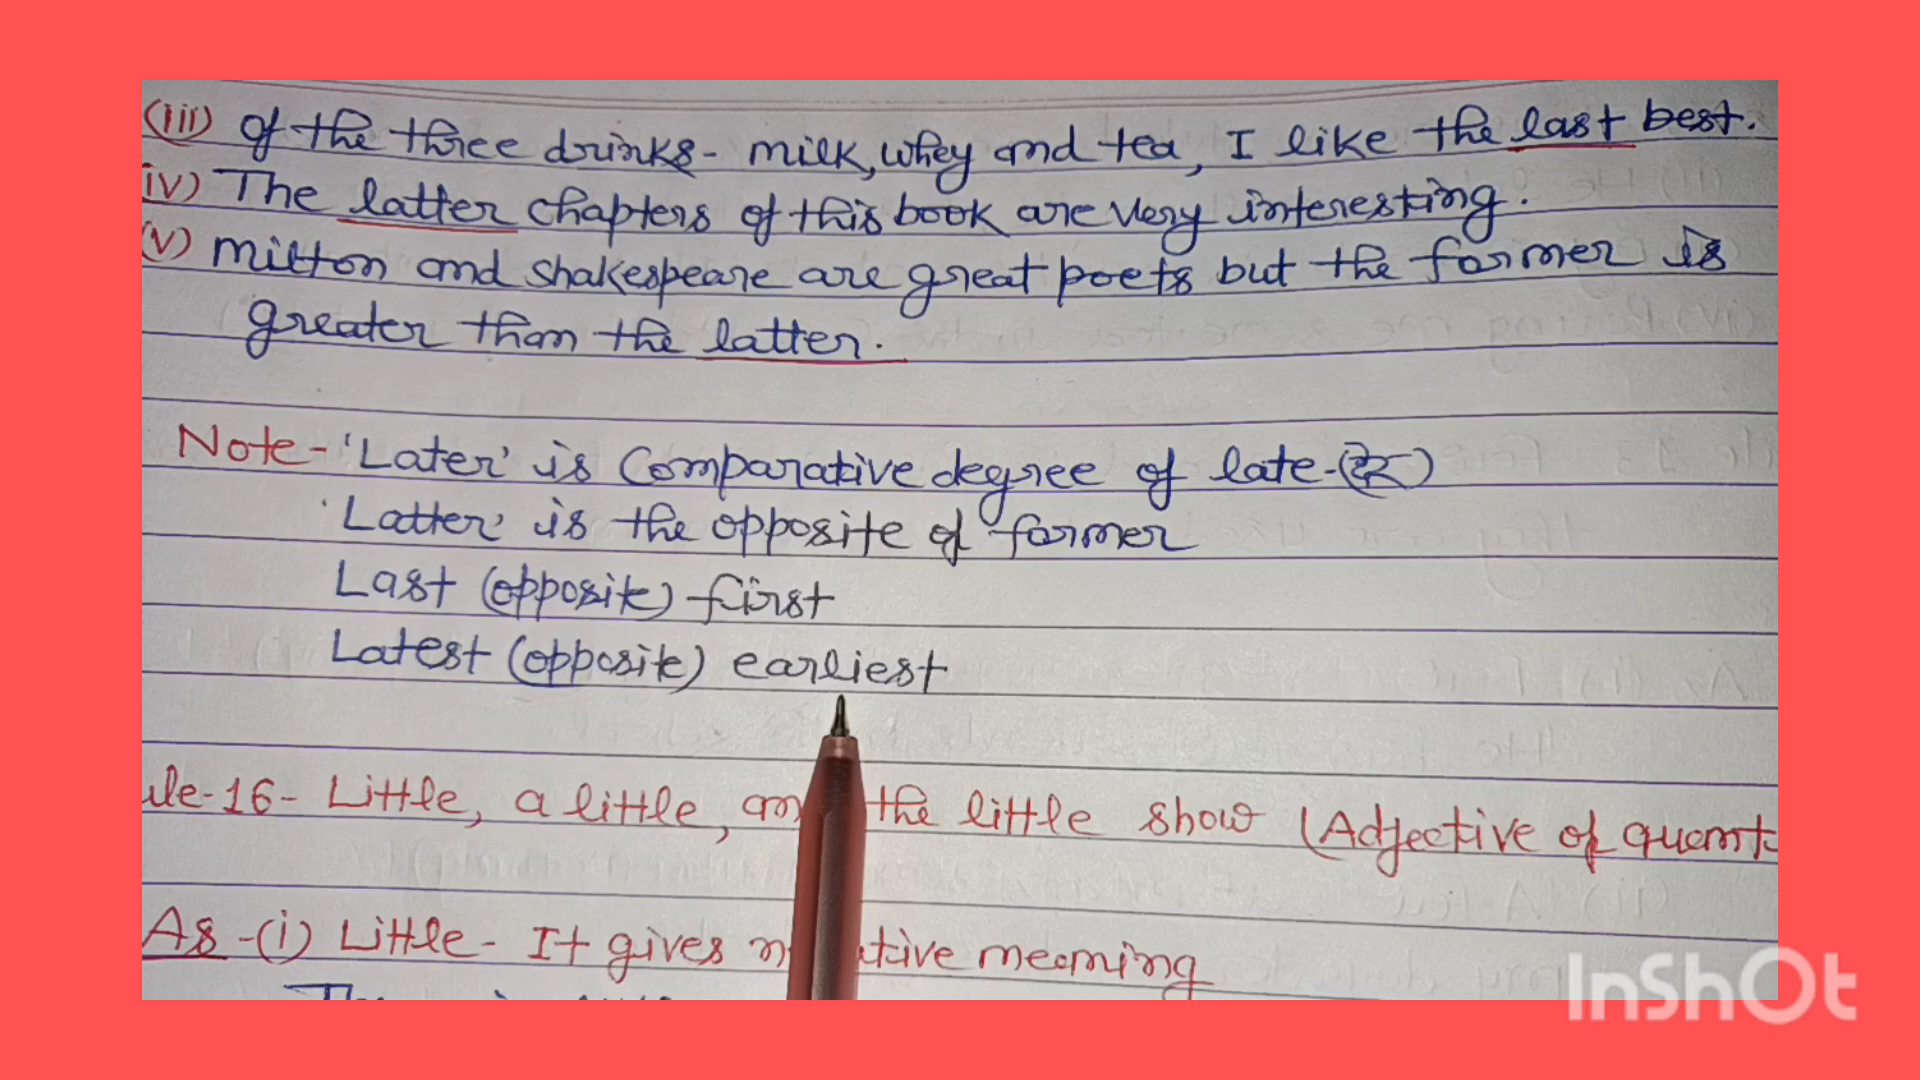 (iii) of the three drinks - milk, whey and tea, I like the last best.
iv) The latter chapters of this book are very interesting.
(v) milton and shakespeare are great poets but the former is
greater than the latter.
Note - 'Later' is Comparative degree of late - (देर)
'Latter' is the opposite of former
Last (opposite) first
Latest (opposite) earliest
ule-16- Little, a little, an the little show (Adjective of quant
As -(i) Little - It gives n ative meaning
InShOt